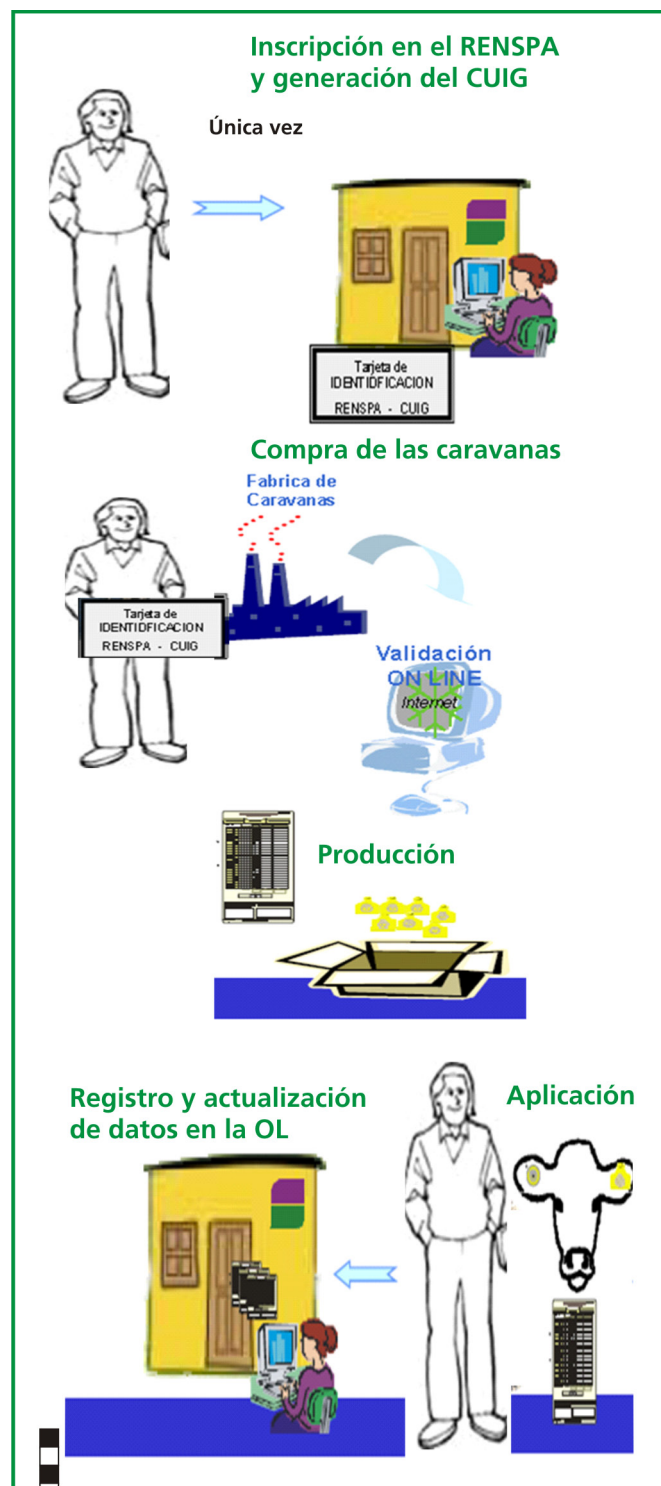 Inscripción en el RENSPA
y generación del CUIG
Única vez
Tarjeta de
IDENTIDFICACION
RENSPA - CUIG
Compra de las caravanas
Fabrica de
Caravanas
Tarjeta de
IDENTIDFICACION
RENSPA - CUIG
Validación
ON LINE
Internet
Producción
Registro y actualización
de datos en la OL
Aplicación